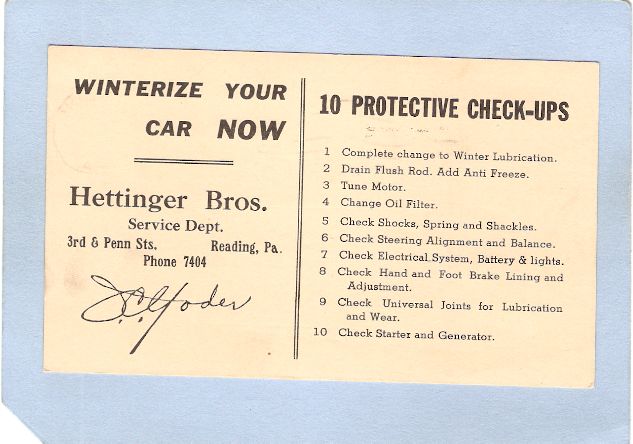 WINTERIZE YOUR
CAR NOW
Hettinger Bros.
Service Dept.
3rd & Penn Sts. Reading, Pa.
Phone 7404
J.C. Yoder
10 PROTECTIVE CHECK-UPS
1 Complete change to Winter Lubrication.
2 Drain Flush Rod. Add Anti Freeze.
3 Tune Motor.
4 Change Oil Filter.
5 Check Shocks, Spring and Shackles.
6 Check Steering Alignment and Balance.
7 Check Electrical System, Battery & lights.
8 Check Hand and Foot Brake Lining and
Adjustment.
9 Check Universal Joints for Lubrication
and Wear.
10 Check Starter and Generator.